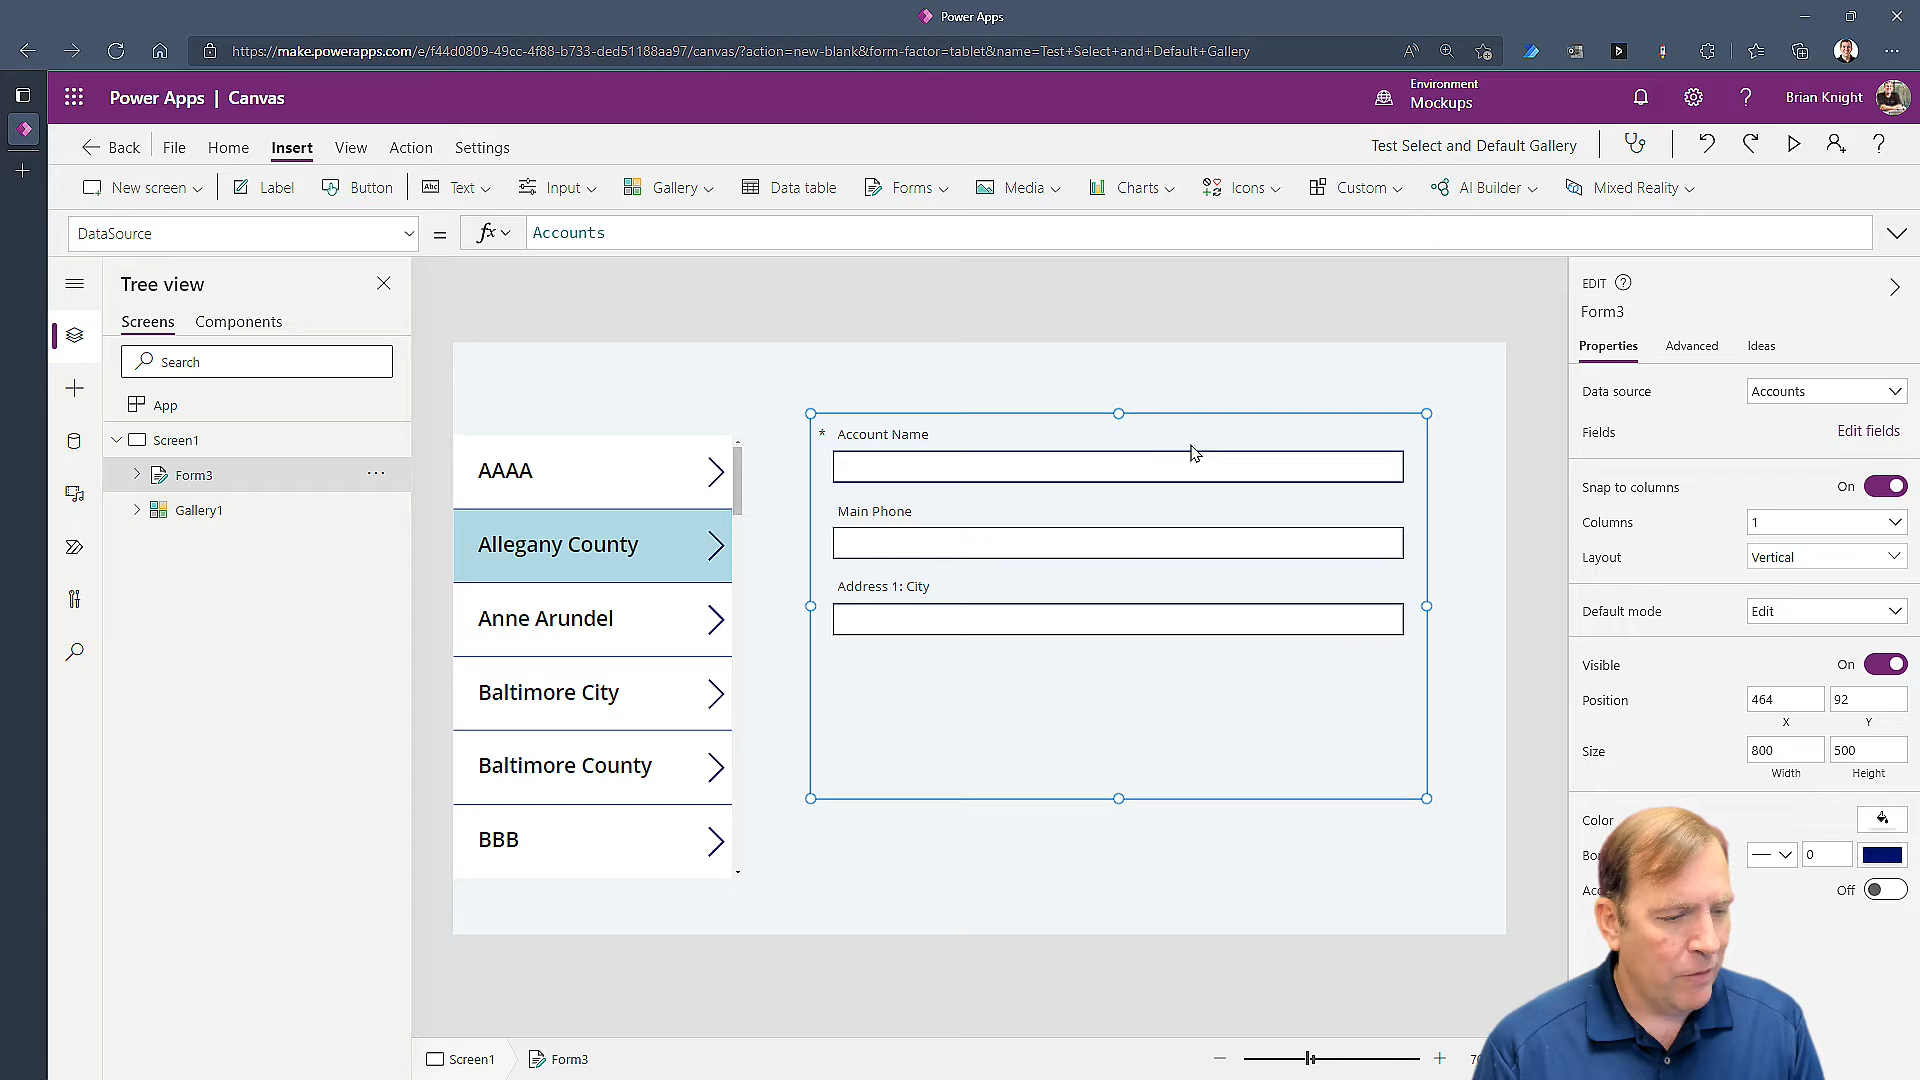 Power Apps
https://make.powerapps.com/e/f44d0809-49cc-4f88-b733-ded51188aa97/canvas/?action=new-blank&form-factor=tablet&name=Test+Select+and+Default+Gallery
Power Apps | Canvas
Environment
Mockups
Brian Knight
Back
File
Home
Insert
View
Action
Settings
Test Select and Default Gallery
New screen
Label
Button
Text
Input
Gallery
Data table
Forms
Media
Charts
Icons
Custom
AI Builder
Mixed Reality
DataSource
=
fx
Accounts
Tree view
Screens
Components
Search
App
Screen1
Form3
Gallery1
AAAA
Allegany County
Anne Arundel
Baltimore City
Baltimore County
BBB
* Account Name
Main Phone
Address 1: City
EDIT
Form3
Properties
Advanced
Ideas
Data source
Accounts
Fields
Edit fields
Snap to columns
On
Columns
1
Layout
Vertical
Default mode
Edit
Visible
On
Position
464
92
X
Y
Size
800
500
Width
Height
Color
0
Off
Screen1
Form3